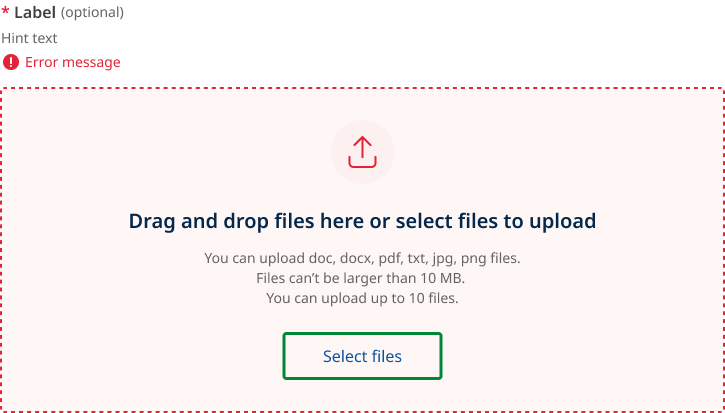 * Label (optional)
Hint text
Error message
Drag and drop files here or select files to upload
You can upload doc, docx, pdf, txt, jpg, png files.
Files can’t be larger than 10 MB.
You can upload up to 10 files.
Select files